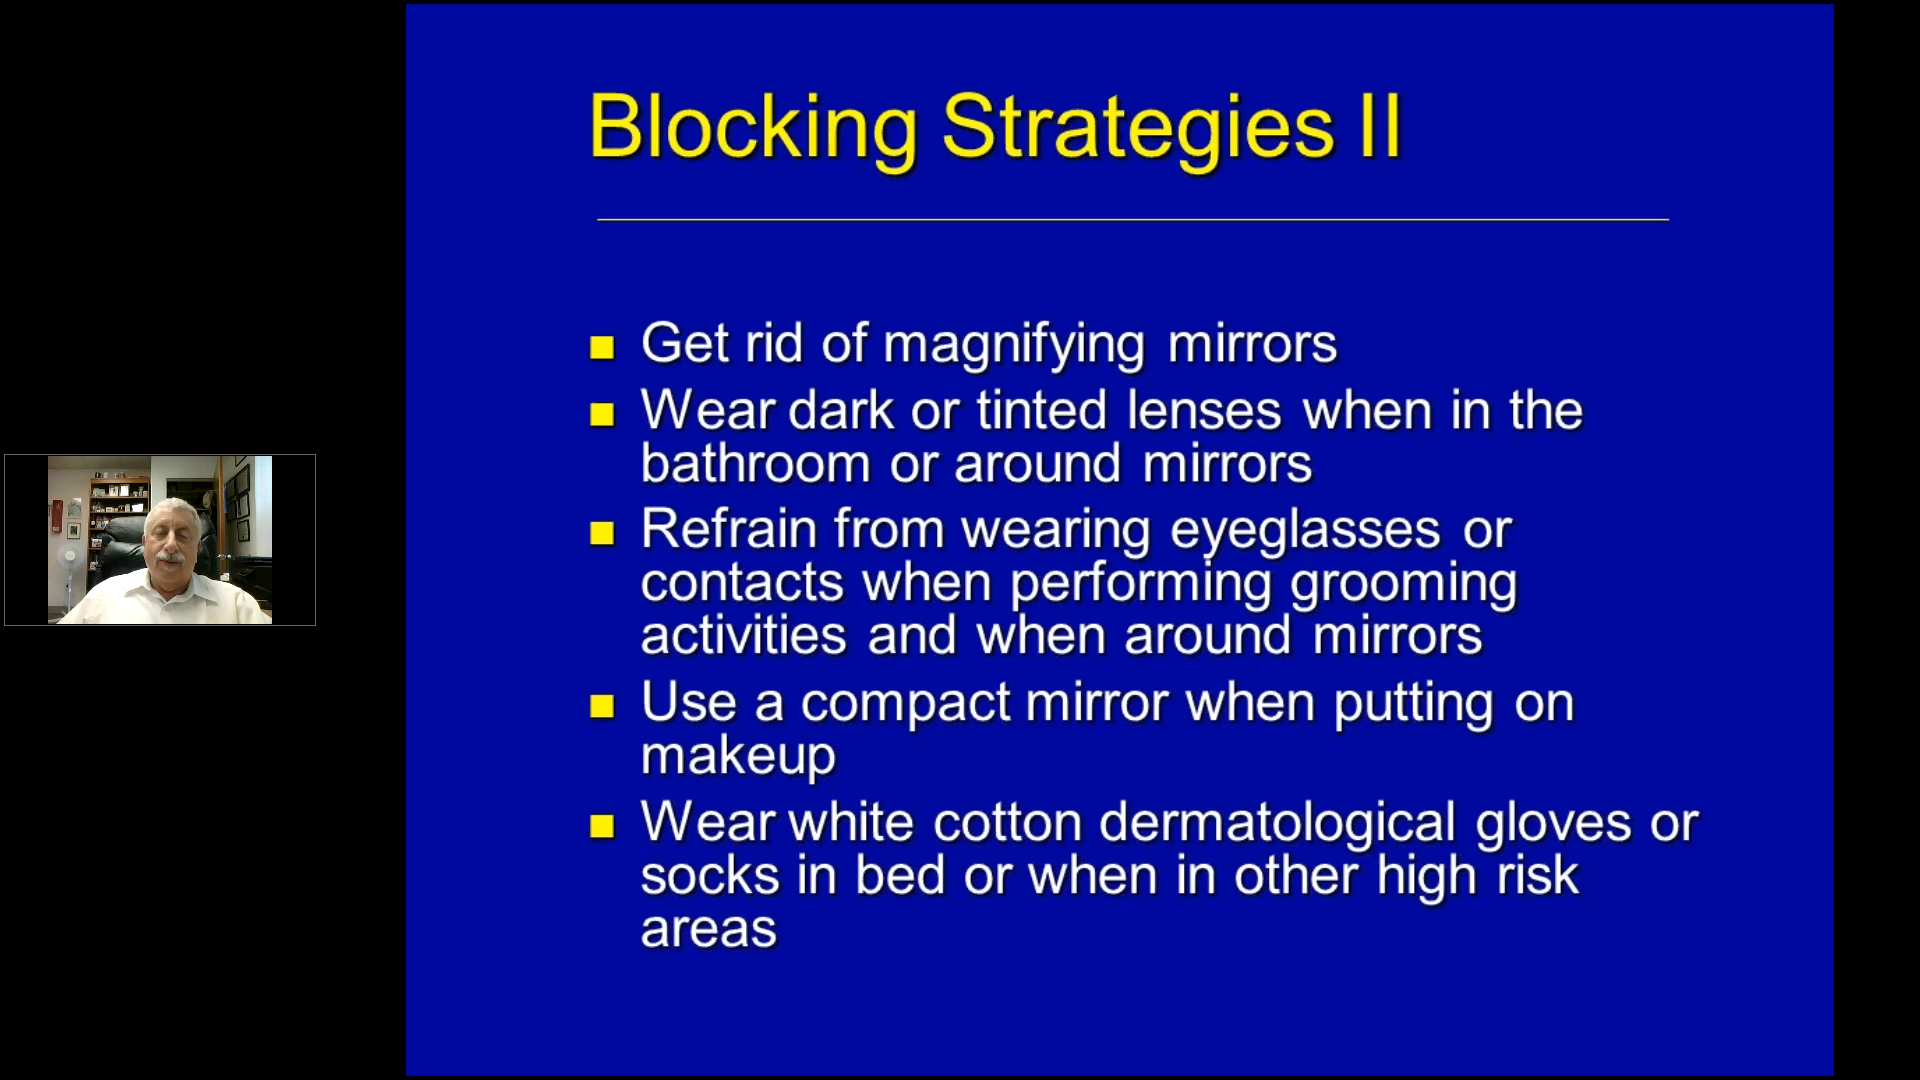 Blocking Strategies II
Get rid of magnifying mirrors
Wear dark or tinted lenses when in the
bathroom or around mirrors
Refrain from wearing eyeglasses or
contacts when performing grooming
activities and when around mirrors
Use a compact mirror when putting on
makeup
Wear white cotton dermatological gloves or
socks in bed or when in other high risk
areas